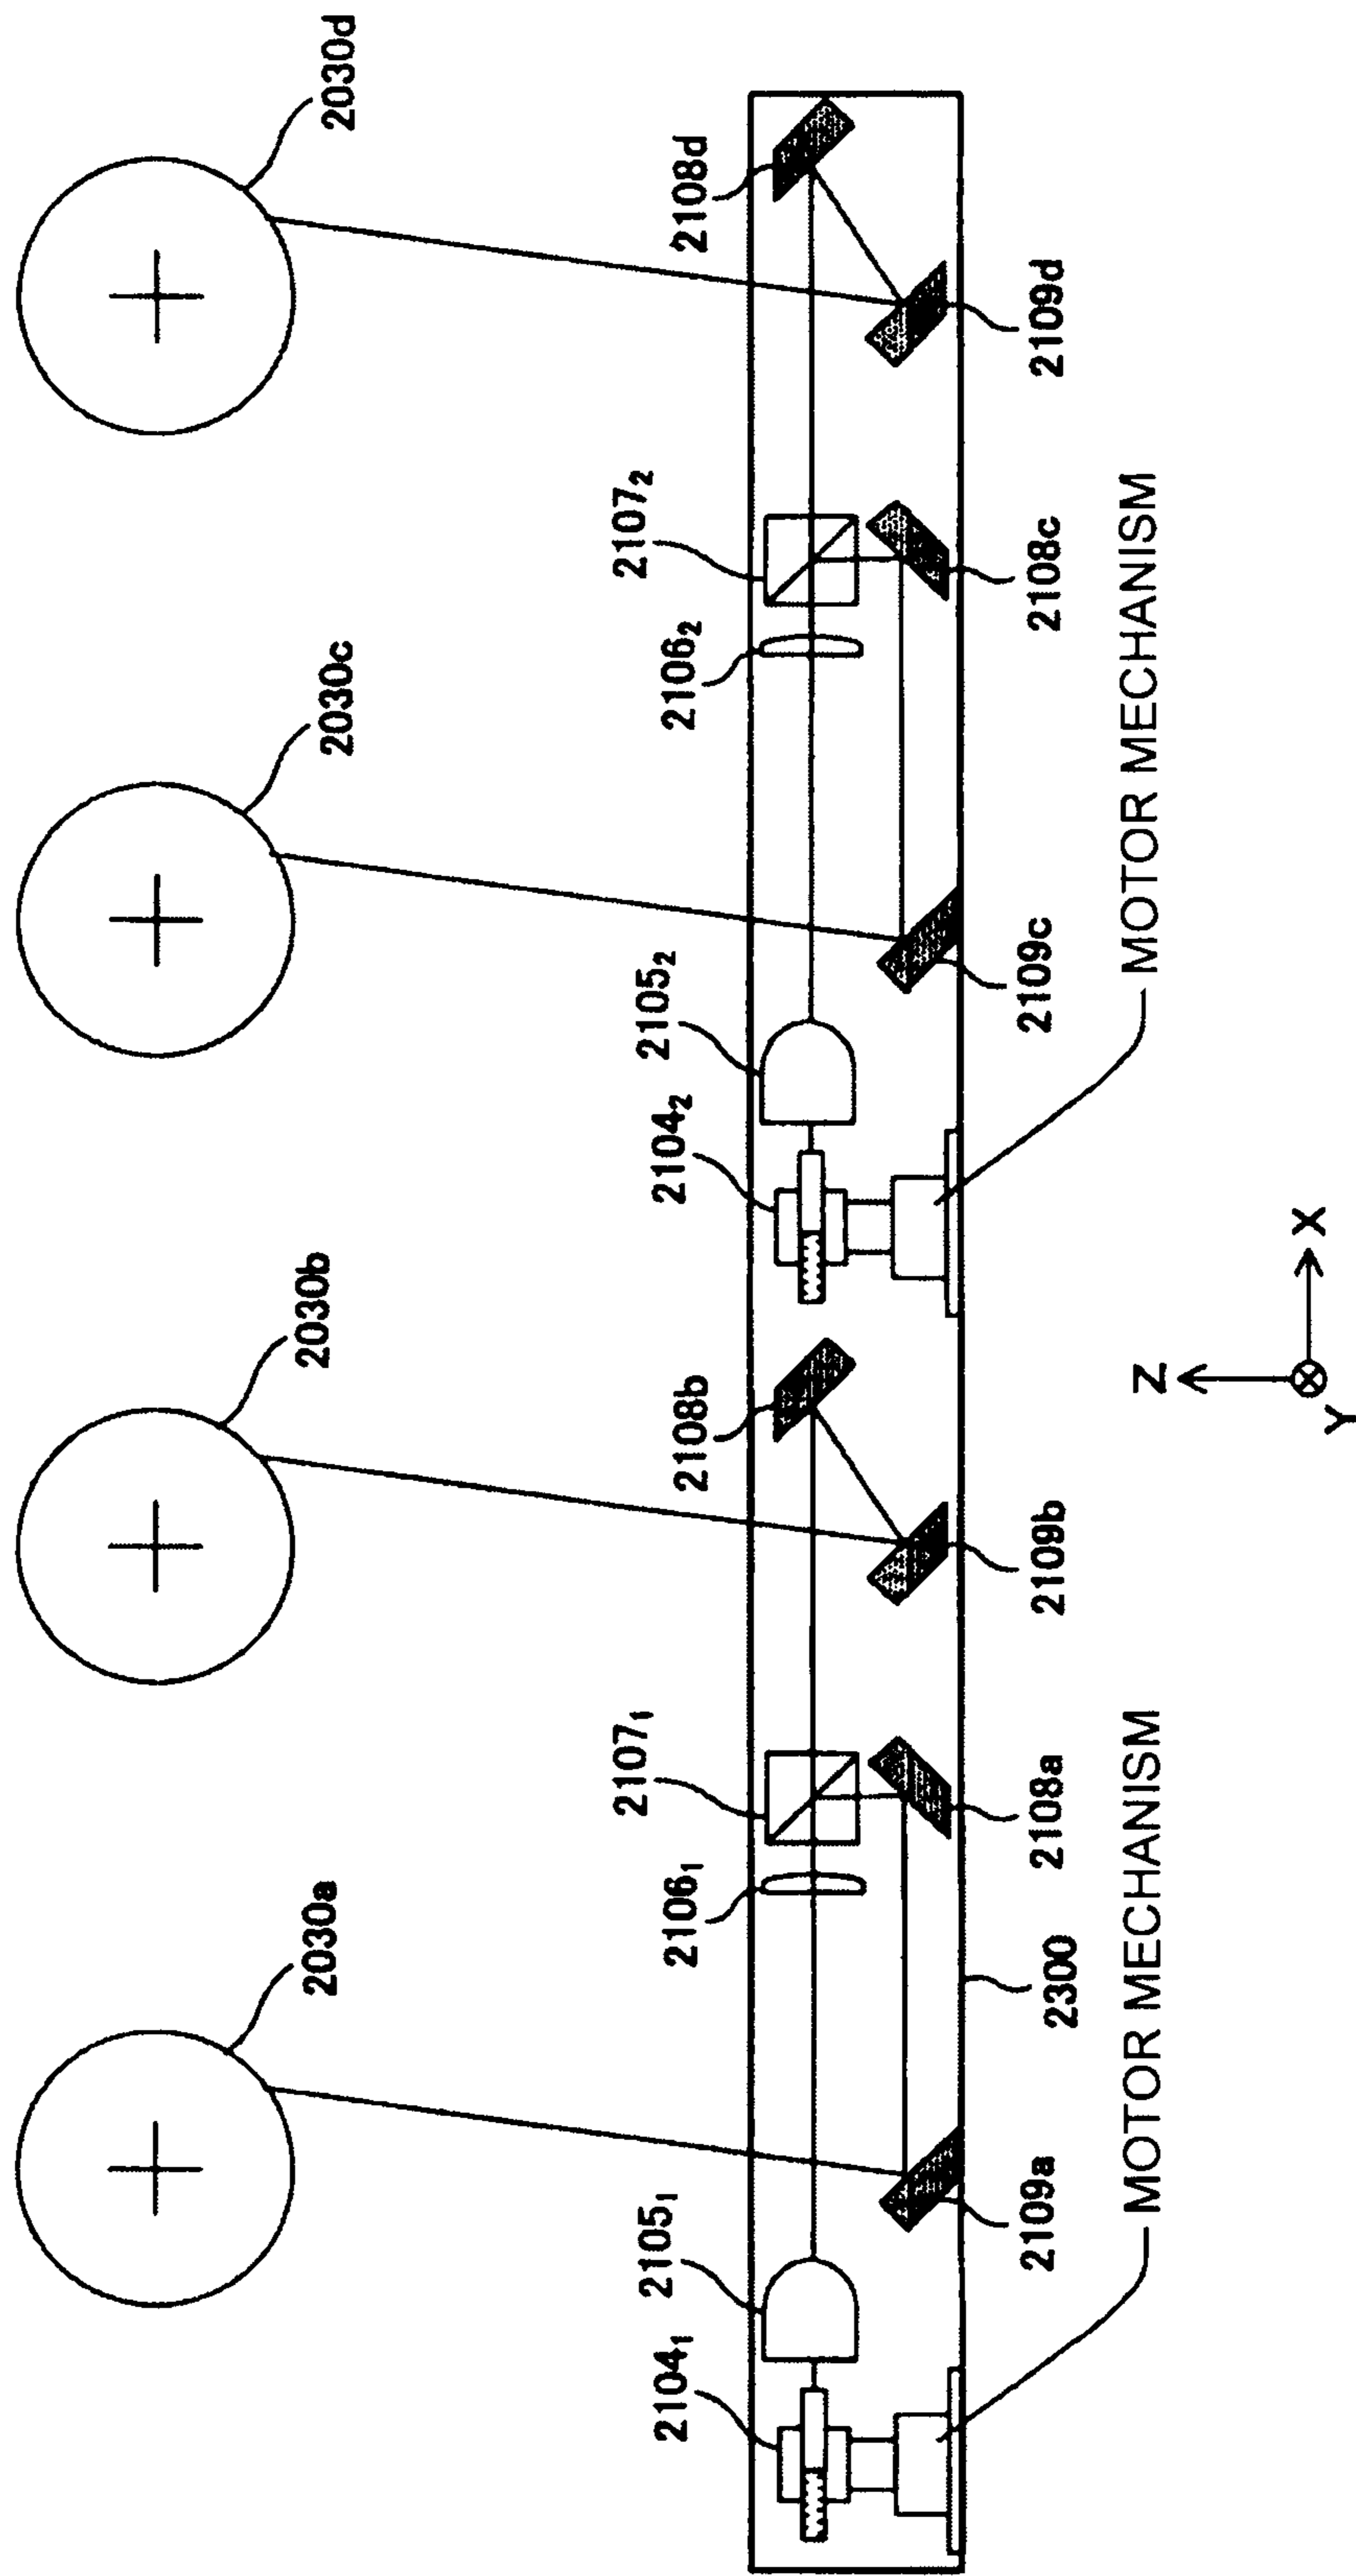 2030a
2030b
2030c
2030d
2104₁
2105₁
2106₁
2107₁
2108b
2104₂
2105₂
2106₂
2107₂
2108d
2109a
2300
2108a
2109b
2109c
2108c
2109d
MOTOR MECHANISM
MOTOR MECHANISM
Z
X
Y